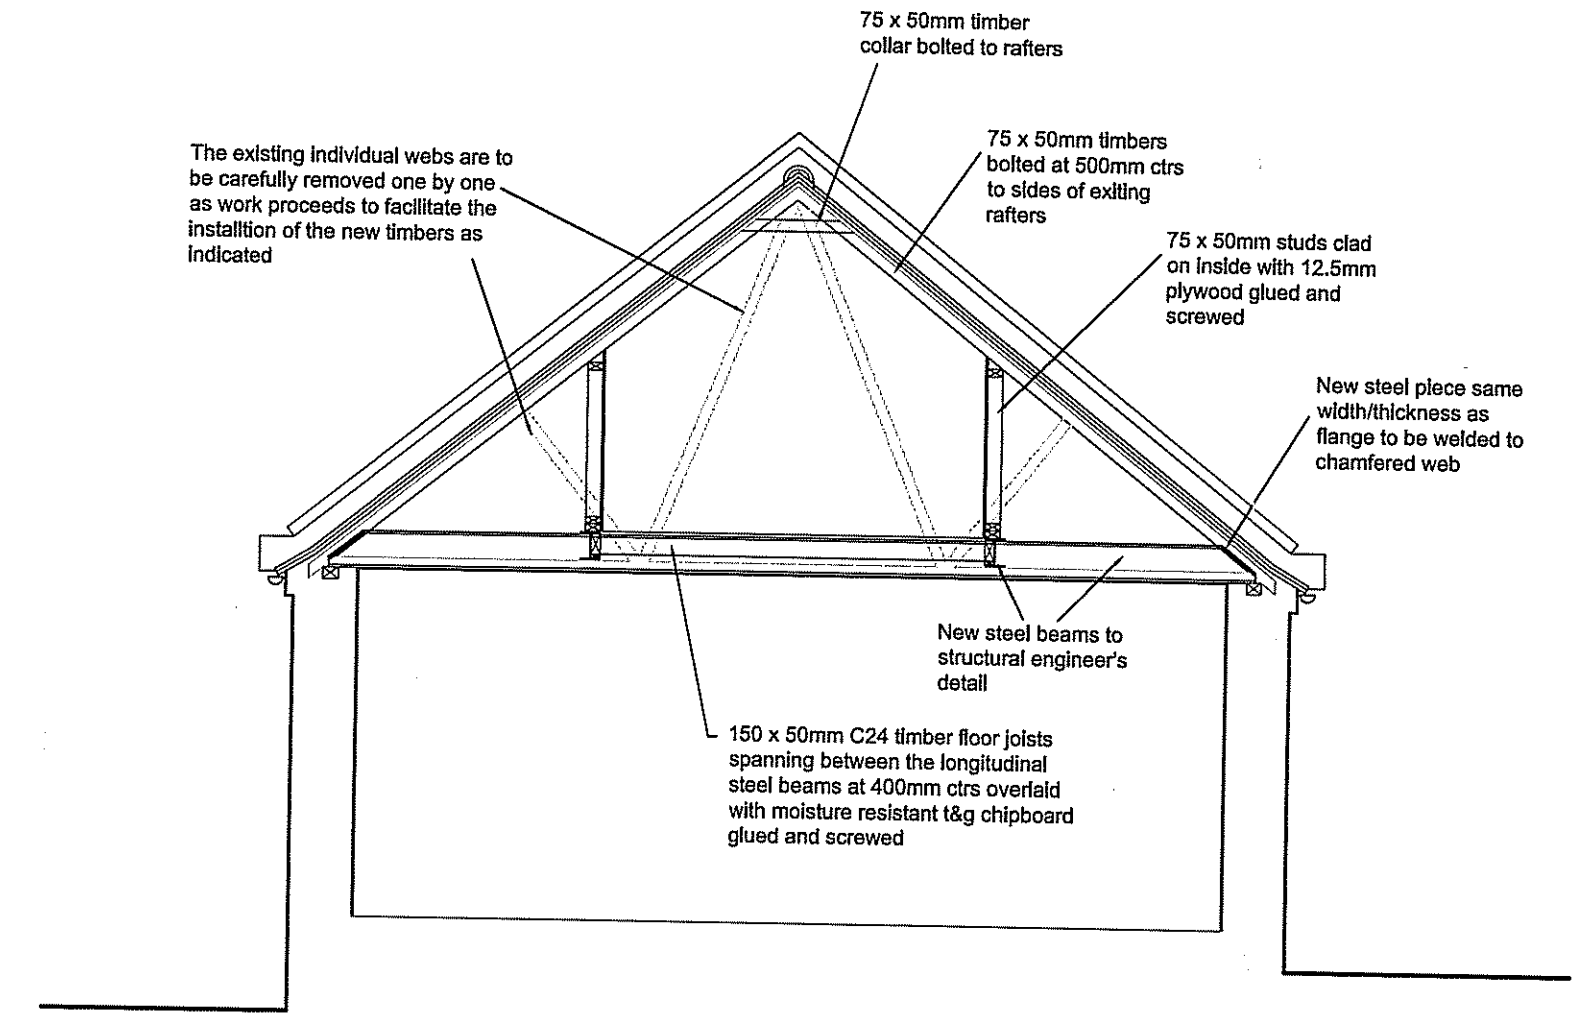 75 x 50mm timber
collar bolted to rafters
The existing individual webs are to
be carefully removed one by one
as work proceeds to facilitate the
installtion of the new timbers as
indicated
75 x 50mm timbers
bolted at 500mm ctrs
to sides of exiting
rafters
75 x 50mm studs clad
on inside with 12.5mm
plywood glued and
screwed
New steel piece same
width/thickness as
flange to be welded to
chamfered web
New steel beams to
structural engineer's
detail
150 x 50mm C24 timber floor joists
spanning between the longitudinal
steel beams at 400mm ctrs overlaid
with moisture resistant t&g chipboard
glued and screwed